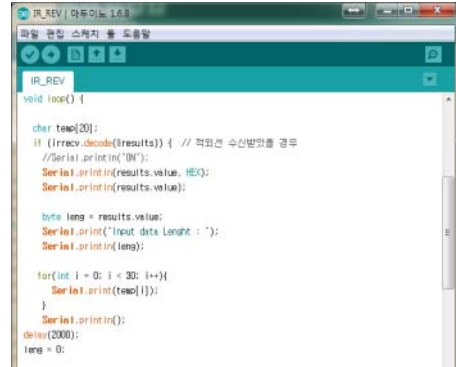 IR_REV | 아두이노 1.6.8
파일 편집 스케치 툴 도움말
IR_REV
void loop() {
char temp[20];
if (irrecv.decode(&results)) { // 적외선 수신받았을 경우
//Serial.println("ON");
Serial.println(results.value, HEX);
Serial.println(results.value);
byte leng = results.value;
Serial.print("Input data Lenght : ");
Serial.println(leng);
for(int i = 0; i < 30; i++){
Serial.print(temp[i]);
}
Serial.println();
delay(2000);
leng = 0;